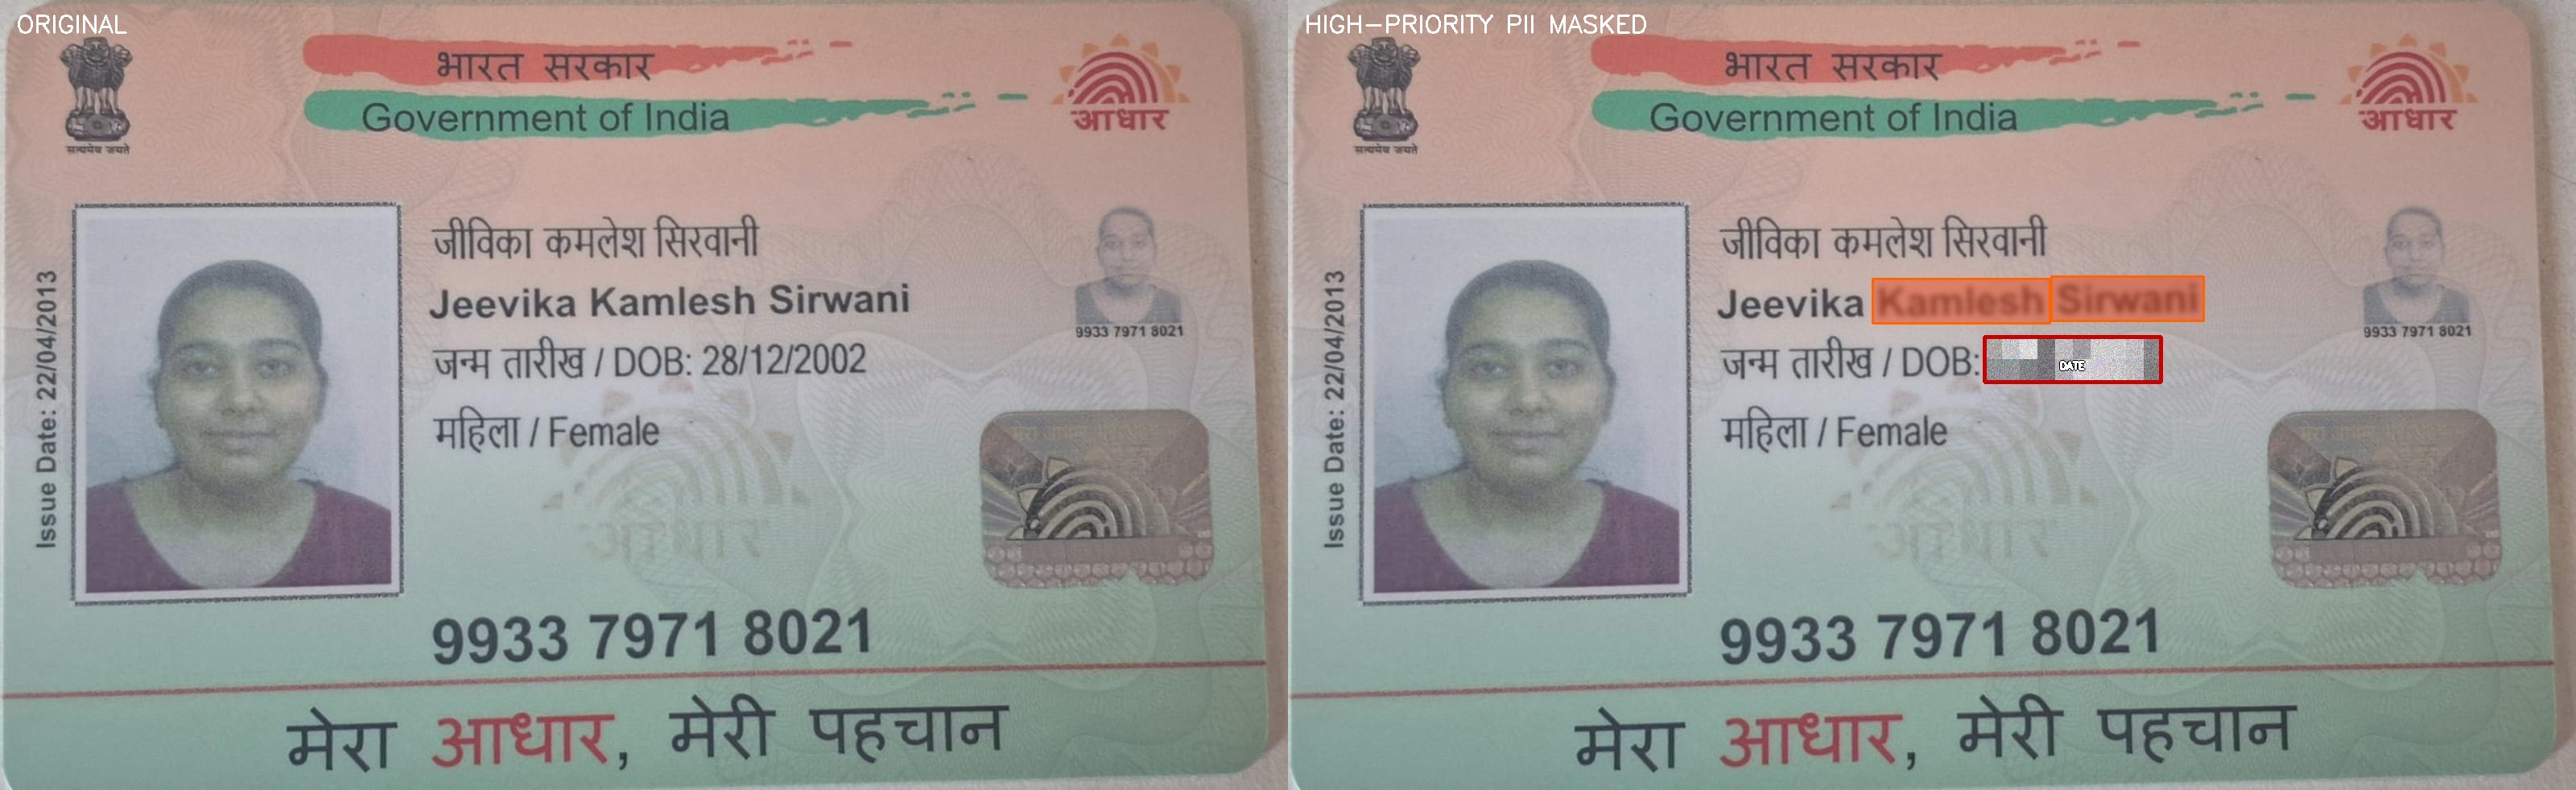 ORIGINAL
भारत सरकार
Government of India
सत्यमेव जयते
आधार
Issue Date: 22/04/2013
जीविका कमलेश सिरवानी
Jeevika Kamlesh Sirwani
जन्म तारीख / DOB: 28/12/2002
महिला / Female
9933 7971 8021
9933 7971 8021
मेरा आधार, मेरी पहचान
HIGH-PRIORITY PII MASKED
भारत सरकार
Government of India
सत्यमेव जयते
आधार
Issue Date: 22/04/2013
जीविका कमलेश सिरवानी
Jeevika Kamlesh Sirwani
जन्म तारीख / DOB: DATE
महिला / Female
9933 7971 8021
9933 7971 8021
मेरा आधार, मेरी पहचान